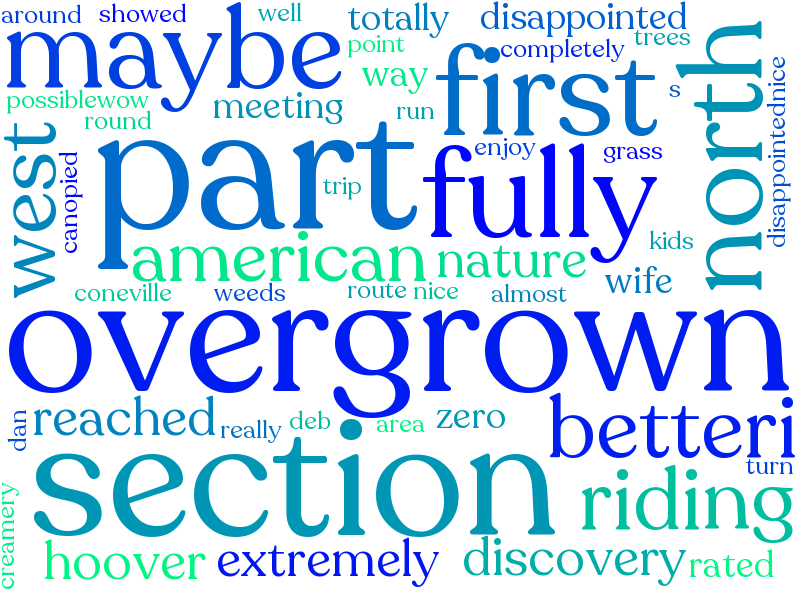 around
showed
well
totally
disappointed
maybe
point
completely
trees
way
first
north
possiblewow
meeting
run
s
round
disappointednice
west
canopied
part
trip
enjoy
fully
grass
american
nature
kids
coneville
weeds
route
nice
almost
wife
overgrown
dan
reached
really
deb
area
zero
betteri
turn
section
riding
creamery
hoover
extremely
discovery
rated